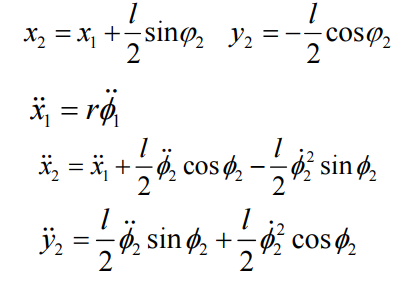 x₂ = x₁ + l/2 sinφ₂ y₂ = −l/2 cosφ₂
ẍ₁ = rϕ̈₁
ẍ₂ = ẍ₁ + l/2 ϕ̈₂ cos ϕ₂ − l/2 ϕ̇₂² sin ϕ₂
ÿ₂ = l/2 ϕ̈₂ sin ϕ₂ + l/2 ϕ̇₂² cos ϕ₂